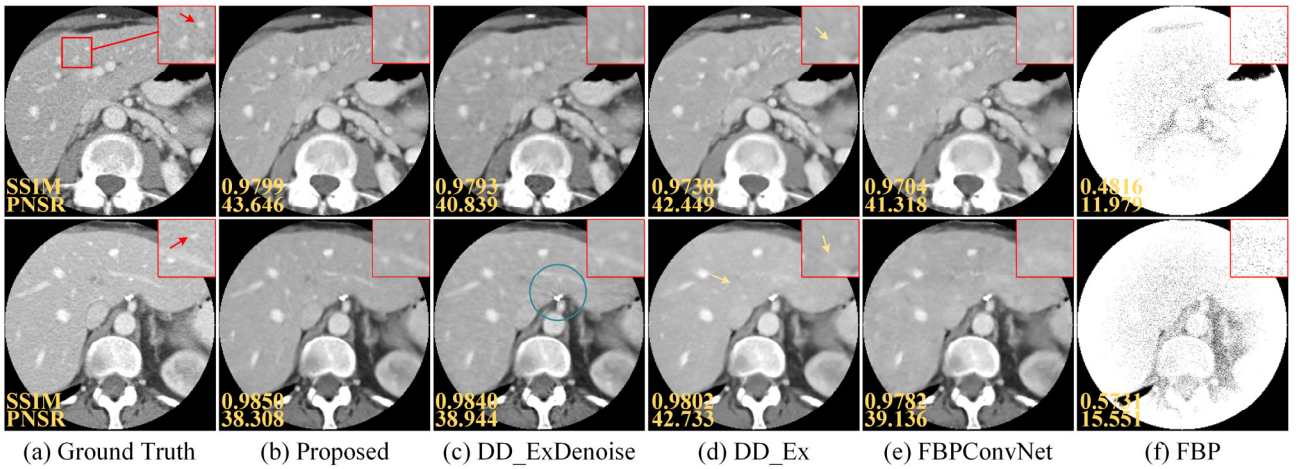 SSIM
PNSR
0.9799
43.646
0.9793
40.839
0.9730
42.449
0.9704
41.318
0.4816
11.979
SSIM
PNSR
0.9850
38.308
0.9840
38.944
0.9802
42.733
0.9782
39.136
0.5731
15.551
(a) Ground Truth
(b) Proposed
(c) DD_ExDenoise
(d) DD_Ex
(e) FBPConvNet
(f) FBP